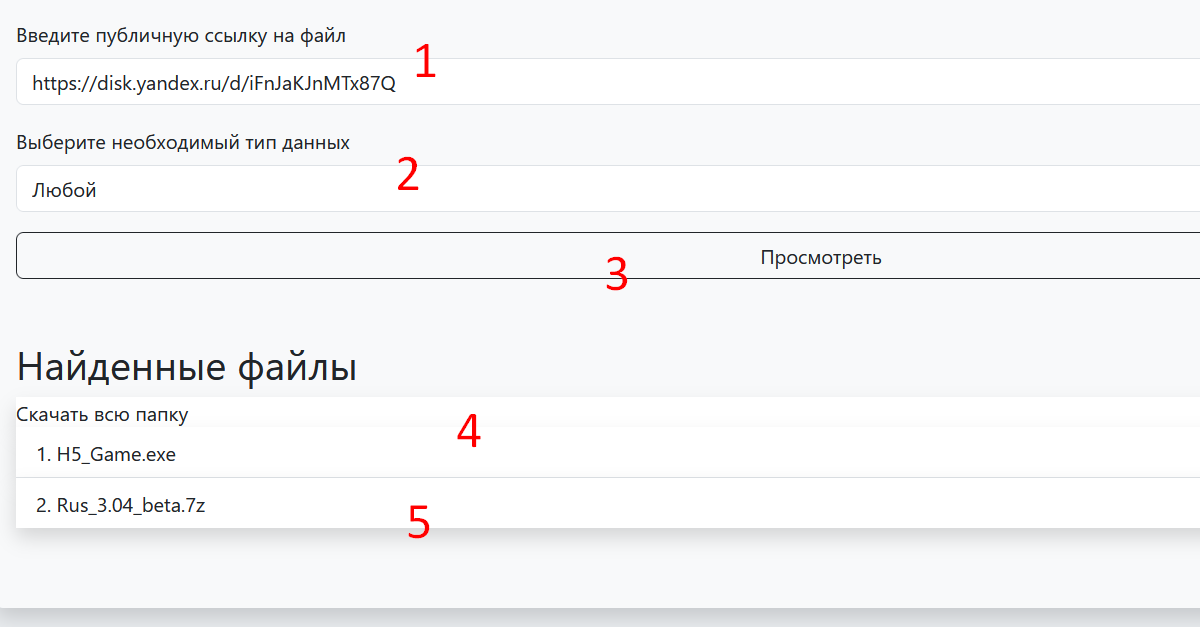 Введите публичную ссылку на файл
1
https://disk.yandex.ru/d/iFnJaKJnMTx87Q
Выберите необходимый тип данных
2
Любой
Просмотреть
3
Найденные файлы
Скачать всю папку
4
1. H5_Game.exe
2. Rus_3.04_beta.7z
5